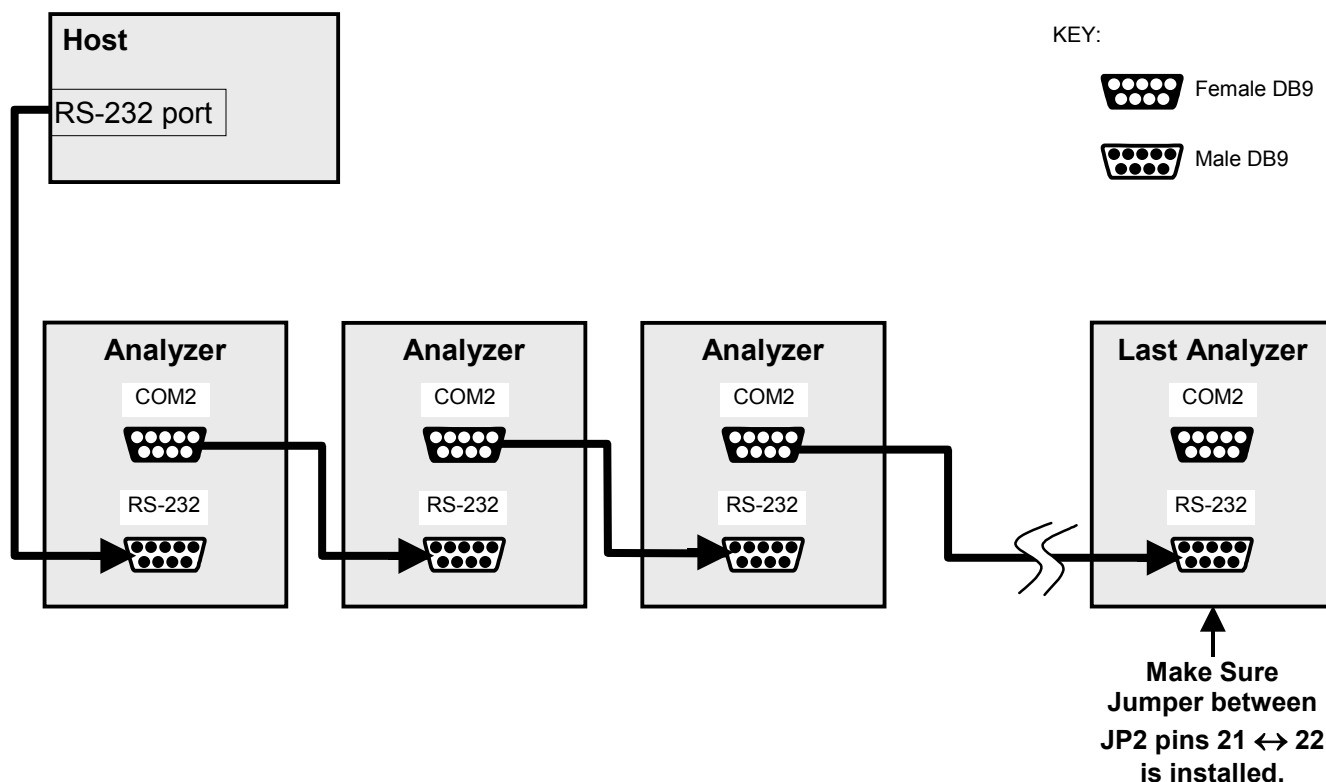 Host
RS-232 port
KEY:
Female DB9
Male DB9
Analyzer
COM2
RS-232
Analyzer
COM2
RS-232
Analyzer
COM2
RS-232
Last Analyzer
COM2
RS-232
Make Sure
Jumper between
JP2 pins 21 ↔ 22
is installed.